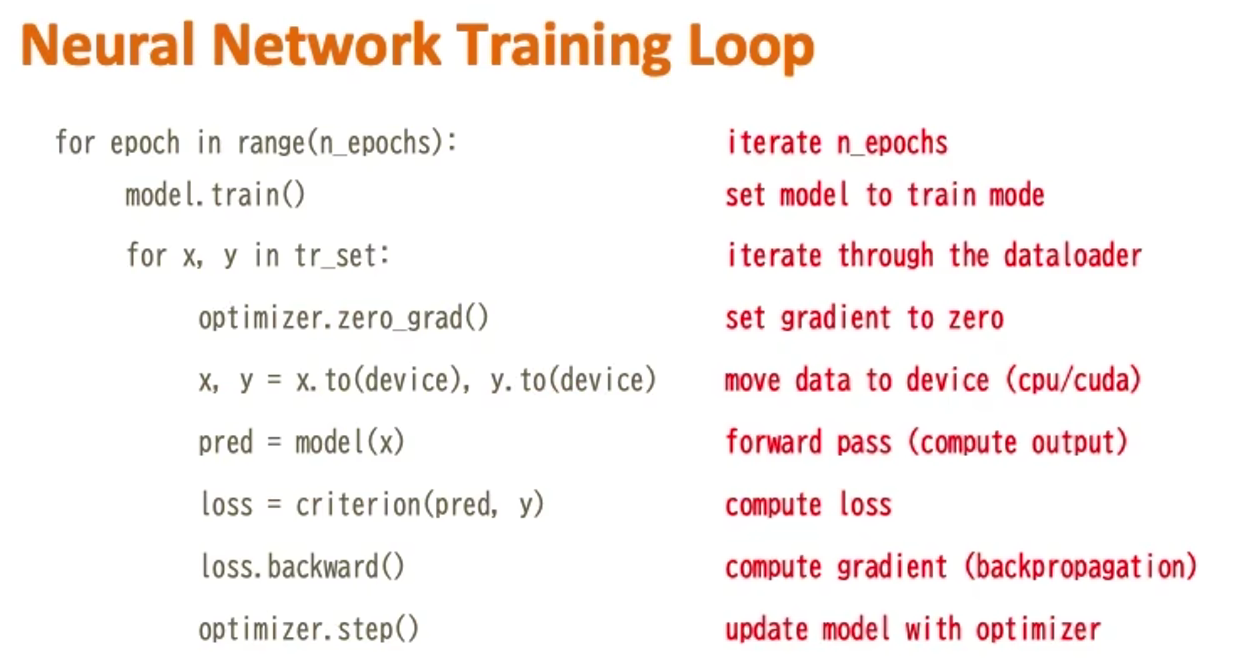 Neural Network Training Loop
for epoch in range(n_epochs): iterate n_epochs
model.train() set model to train mode
for x, y in tr_set: iterate through the dataloader
optimizer.zero_grad() set gradient to zero
x, y = x.to(device), y.to(device) move data to device (cpu/cuda)
pred = model(x) forward pass (compute output)
loss = criterion(pred, y) compute loss
loss.backward() compute gradient (backpropagation)
optimizer.step() update model with optimizer